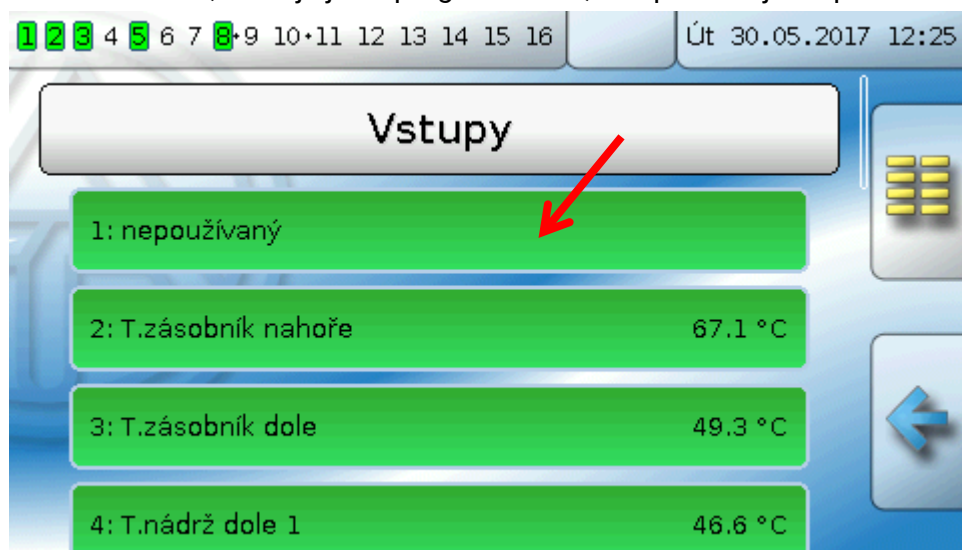 1 2 3 4 5 6 7 8•9 10•11 12 13 14 15 16 Út 30.05.2017 12:25
Vstupy
1: nepoužívaný
2: T.zásobník nahoře 67.1 °C
3: T.zásobník dole 49.3 °C
4: T.nádrž dole 1 46.6 °C